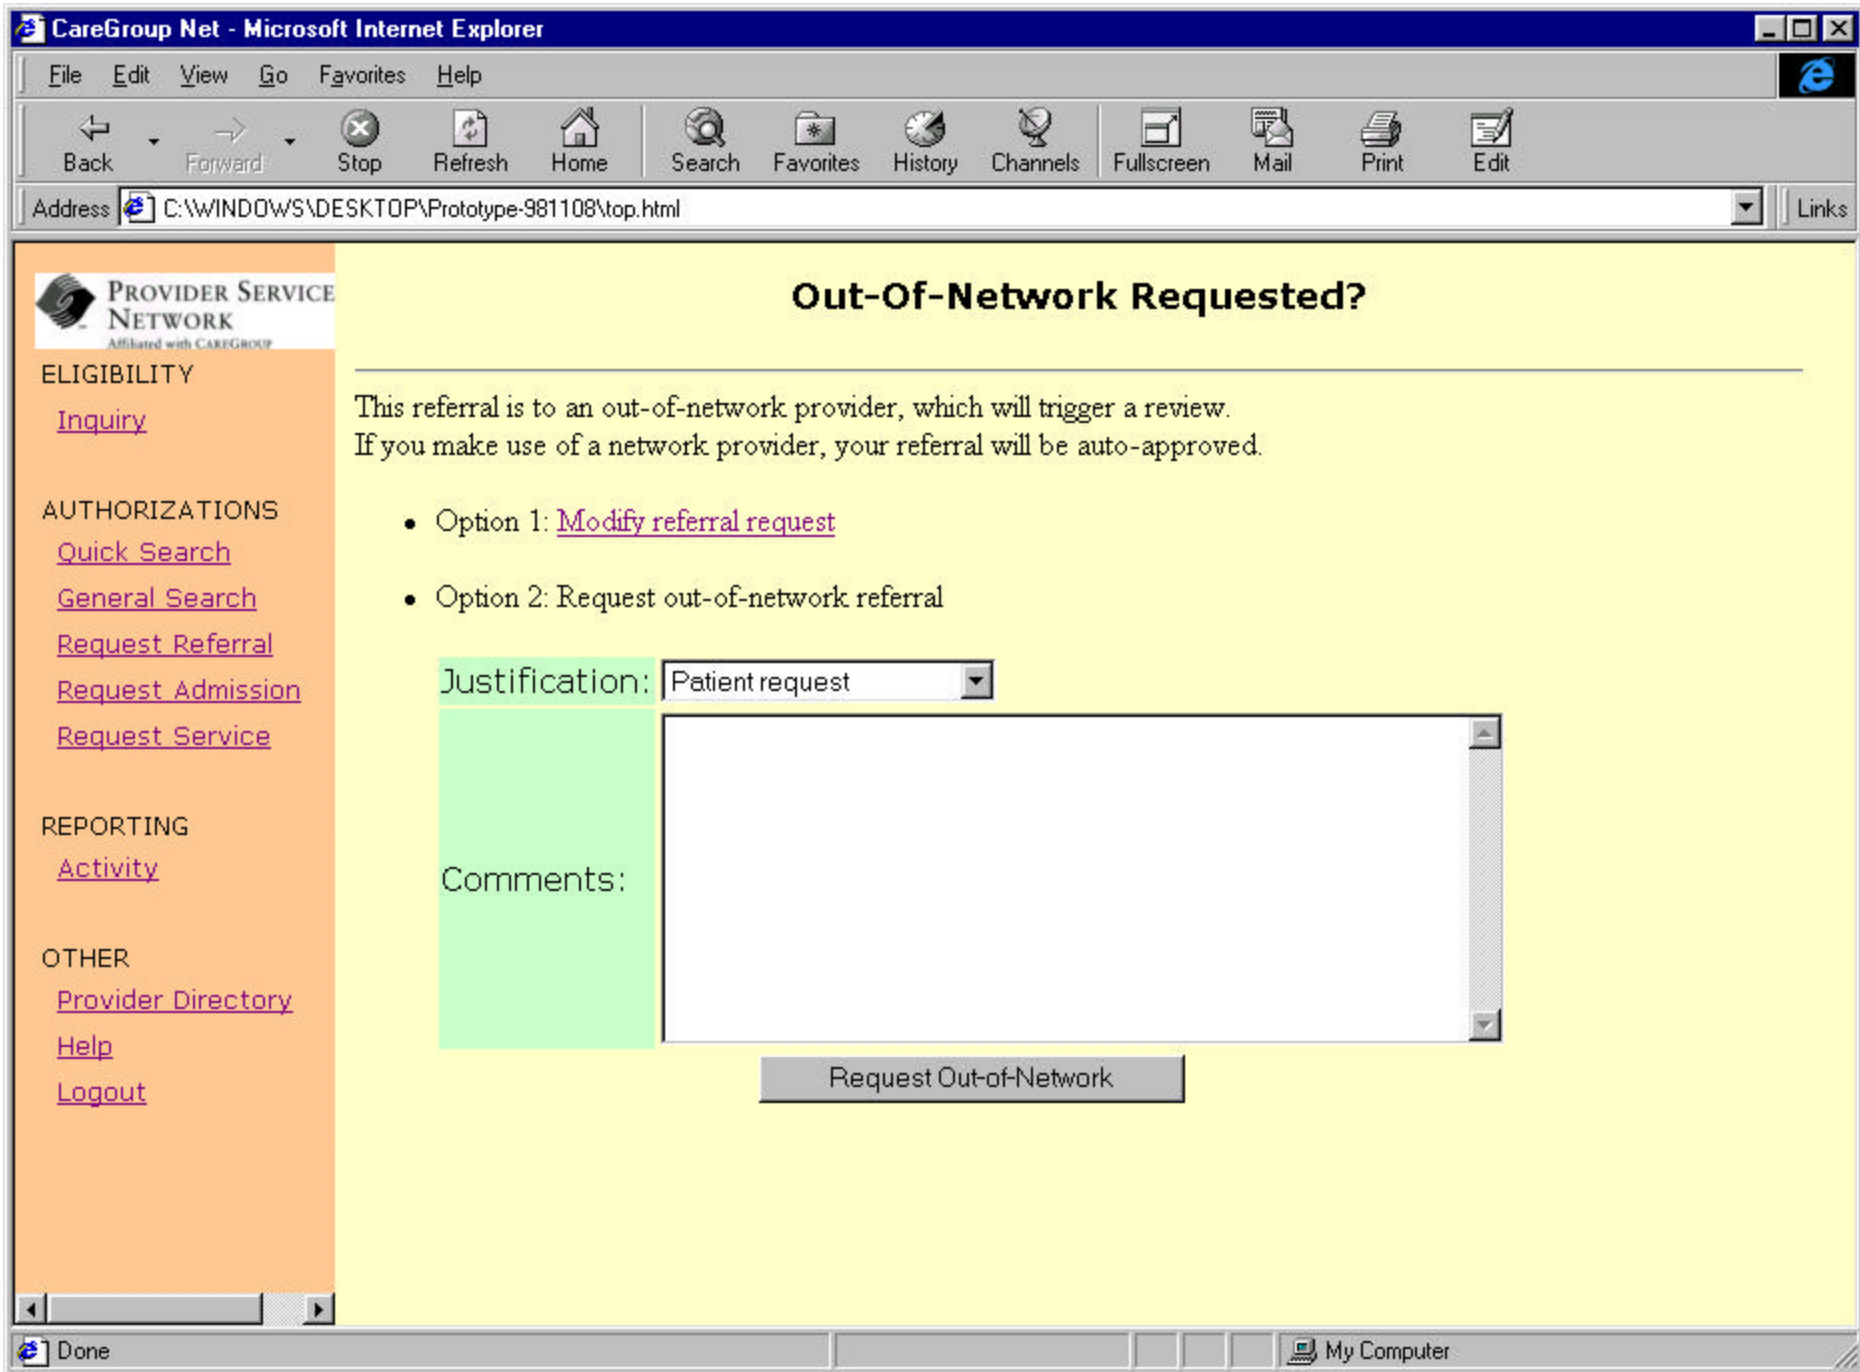 CareGroup Net - Microsoft Internet Explorer
File Edit View Go Favorites Help
Back Forward Stop Refresh Home Search Favorites History Channels Fullscreen Mail Print Edit
Address C:\WINDOWS\DESKTOP\Prototype-981108\top.html Links
PROVIDER SERVICE
NETWORK
Affiliated with CAREGROUP
ELIGIBILITY
Inquiry
AUTHORIZATIONS
Quick Search
General Search
Request Referral
Request Admission
Request Service
REPORTING
Activity
OTHER
Provider Directory
Help
Logout
Out-Of-Network Requested?
This referral is to an out-of-network provider, which will trigger a review.
If you make use of a network provider, your referral will be auto-approved.
• Option 1: Modify referral request
• Option 2: Request out-of-network referral
Justification: Patient request
Comments:
Request Out-of-Network
Done My Computer